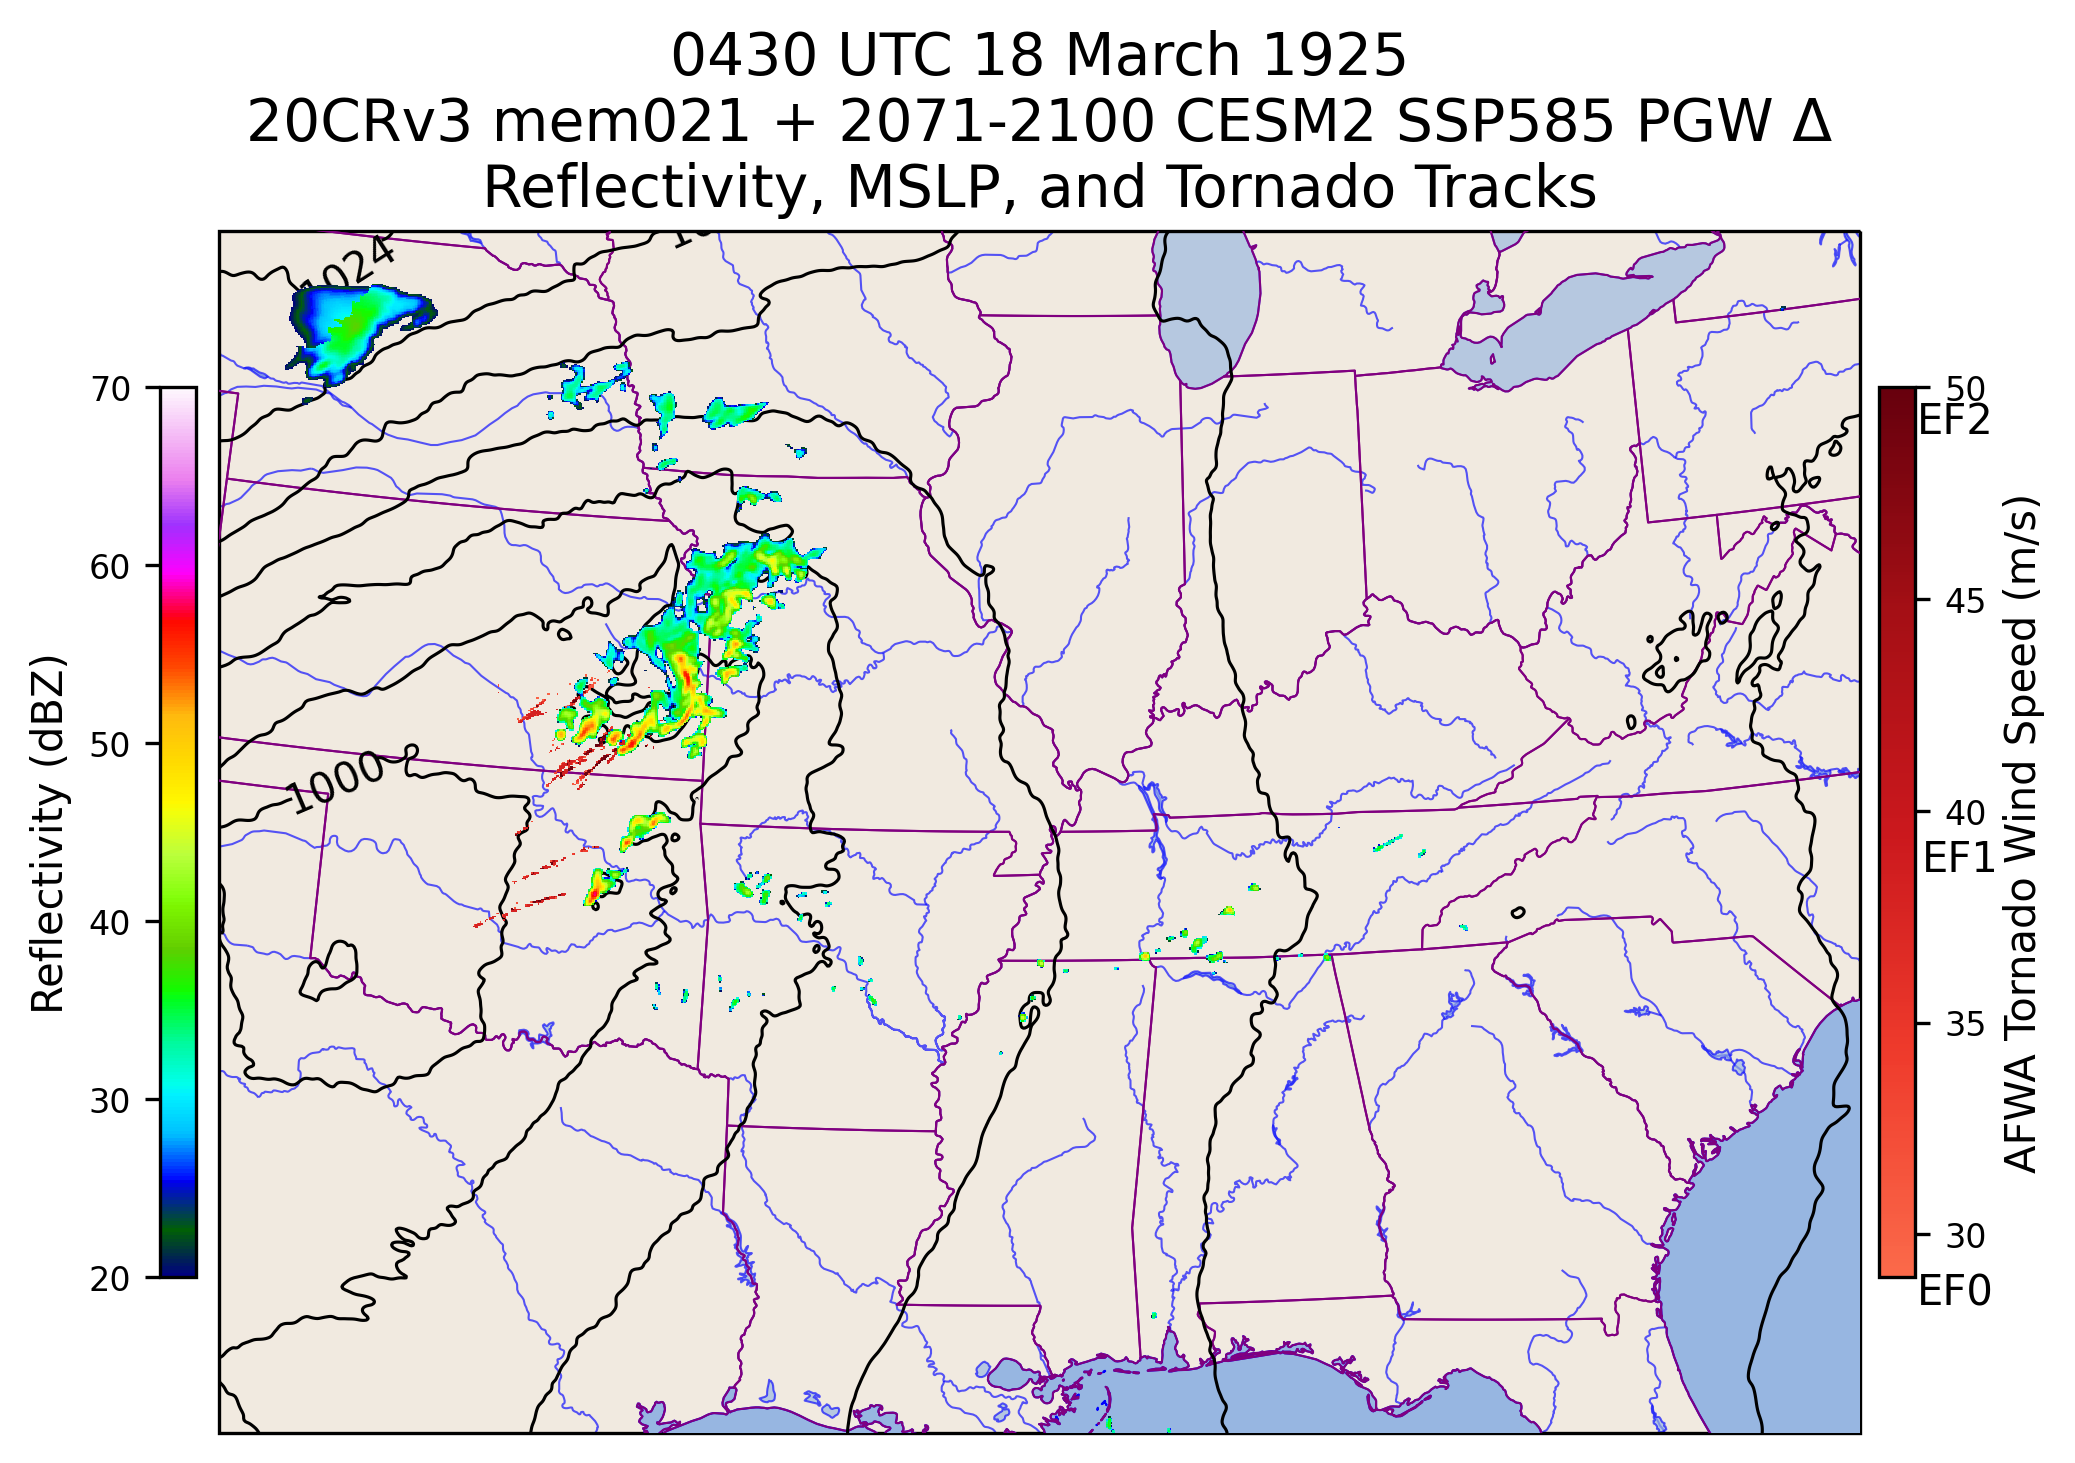 0430 UTC 18 March 1925
20CRv3 mem021 + 2071-2100 CESM2 SSP585 PGW Δ
Reflectivity, MSLP, and Tornado Tracks
1024
1000
70
60
50
40
30
20
Reflectivity (dBZ)
50
EF2
45
40
EF1
35
30
EF0
AFWA Tornado Wind Speed (m/s)